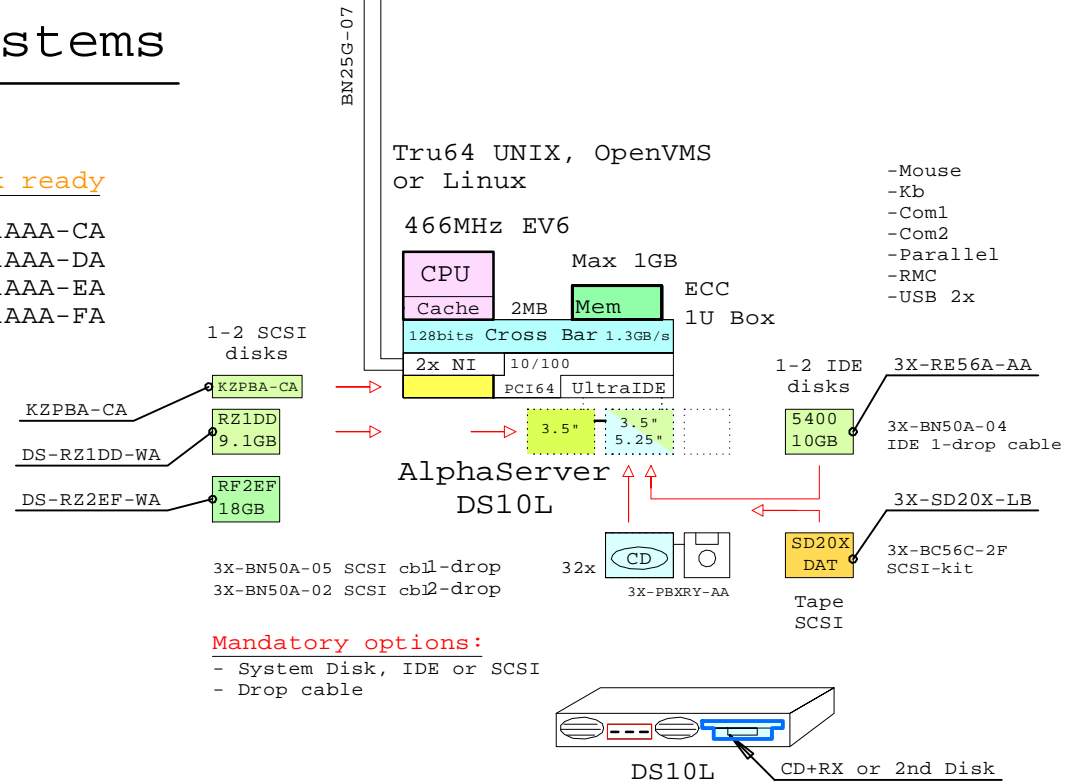 stems
BN25G-07
ready
AAA-CA
AAA-DA
AAA-EA
AAA-FA
Tru64 UNIX, OpenVMS
or Linux
466MHz EV6
CPU
Cache
2MB
Max 1GB
Mem
ECC
1U Box
128bits Cross Bar 1.3GB/s
2x NI
10/100
PCI64
UltraIDE
-Mouse
-Kb
-Com1
-Com2
-Parallel
-RMC
-USB 2x
1-2 SCSI
disks
KZPBA-CA
KZPBA-CA
RZ1DD
9.1GB
DS-RZ1DD-WA
RF2EF
18GB
DS-RZ2EF-WA
3.5"
3.5"
5.25"
AlphaServer
DS10L
1-2 IDE
disks
5400
10GB
3X-RE56A-AA
3X-BN50A-04
IDE 1-drop cable
3X-SD20X-LB
SD20X
DAT
3X-BC56C-2F
SCSI-kit
Tape
SCSI
32x
CD
3X-PBXRY-AA
3X-BN50A-05 SCSI cbl1-drop
3X-BN50A-02 SCSI cbl2-drop
Mandatory options:
- System Disk, IDE or SCSI
- Drop cable
DS10L
CD+RX or 2nd Disk